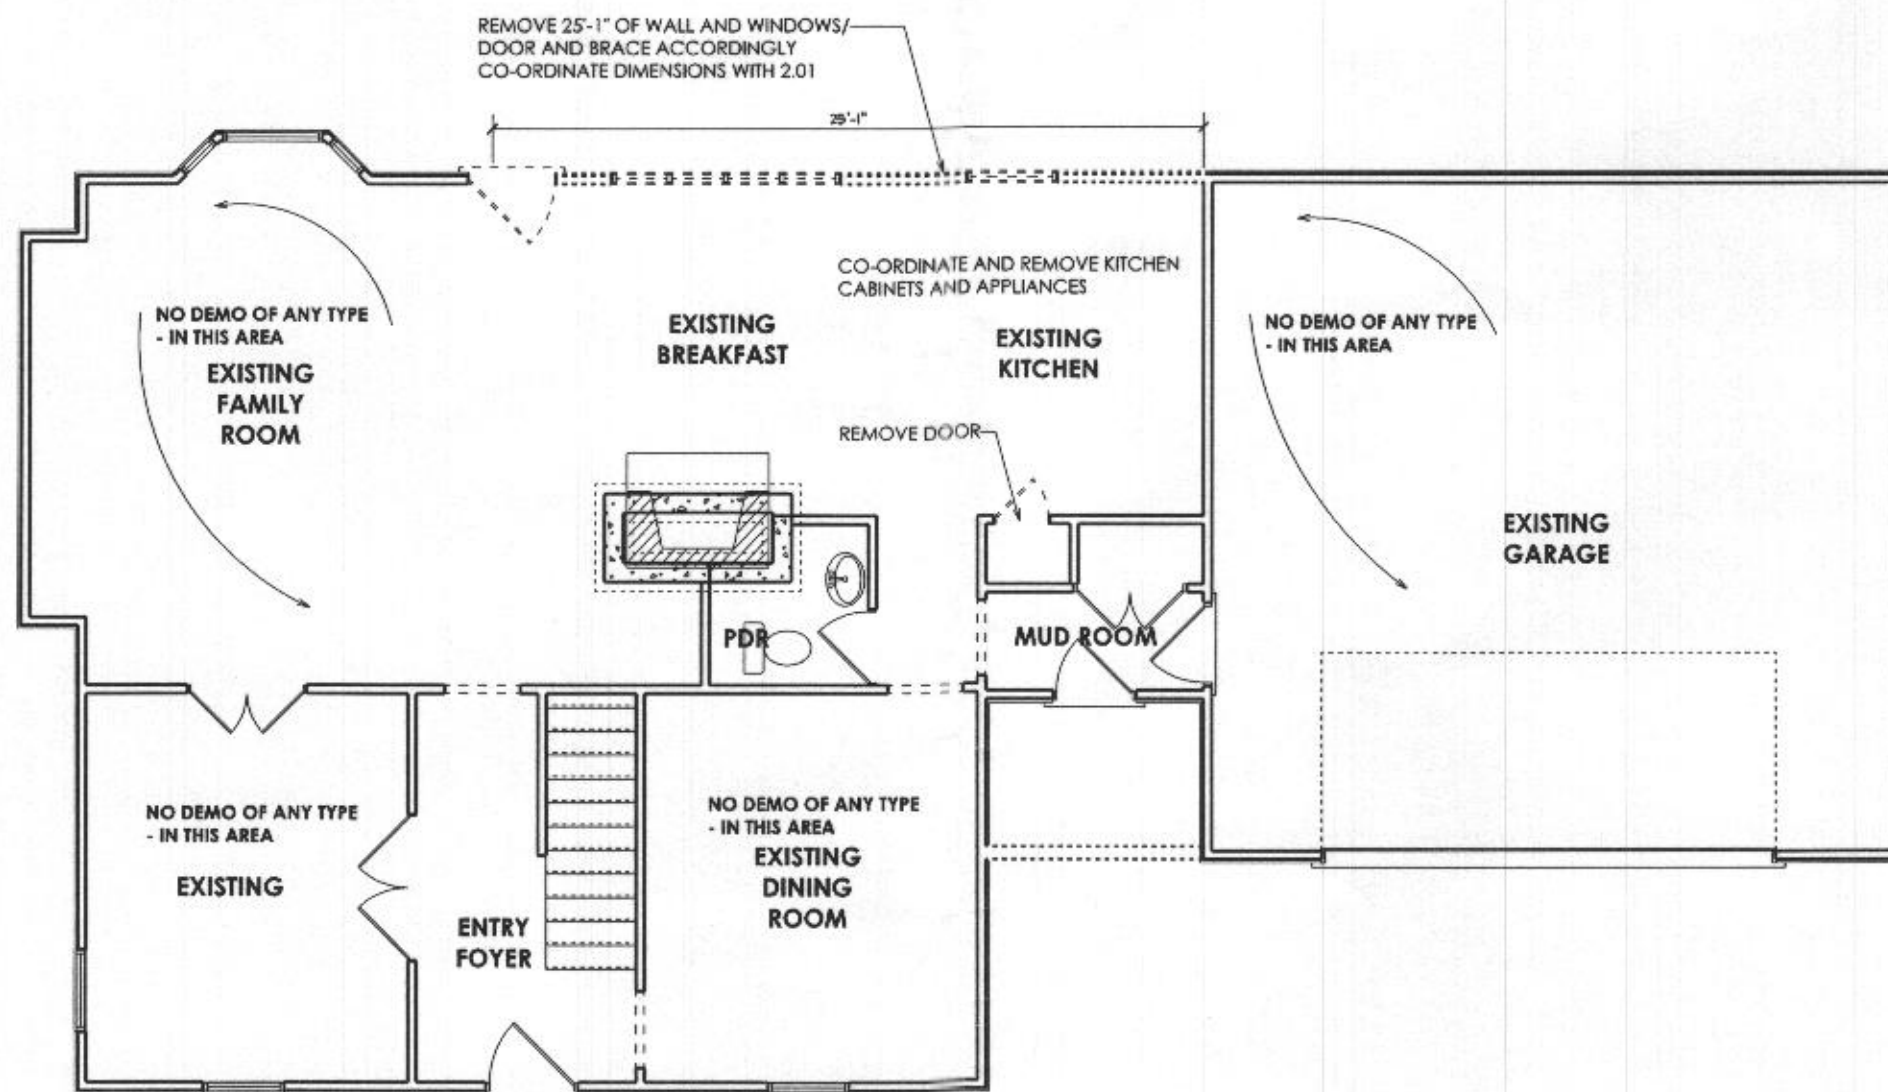 REMOVE 25'-1" OF WALL AND WINDOWS/
DOOR AND BRACE ACCORDINGLY
CO-ORDINATE DIMENSIONS WITH 2.01
25'-1"
CO-ORDINATE AND REMOVE KITCHEN
CABINETS AND APPLIANCES
NO DEMO OF ANY TYPE
- IN THIS AREA
EXISTING
FAMILY
ROOM
EXISTING
BREAKFAST
EXISTING
KITCHEN
NO DEMO OF ANY TYPE
- IN THIS AREA
REMOVE DOOR
EXISTING
GARAGE
PDR
MUD ROOM
NO DEMO OF ANY TYPE
- IN THIS AREA
EXISTING
ENTRY
FOYER
NO DEMO OF ANY TYPE
- IN THIS AREA
EXISTING
DINING
ROOM